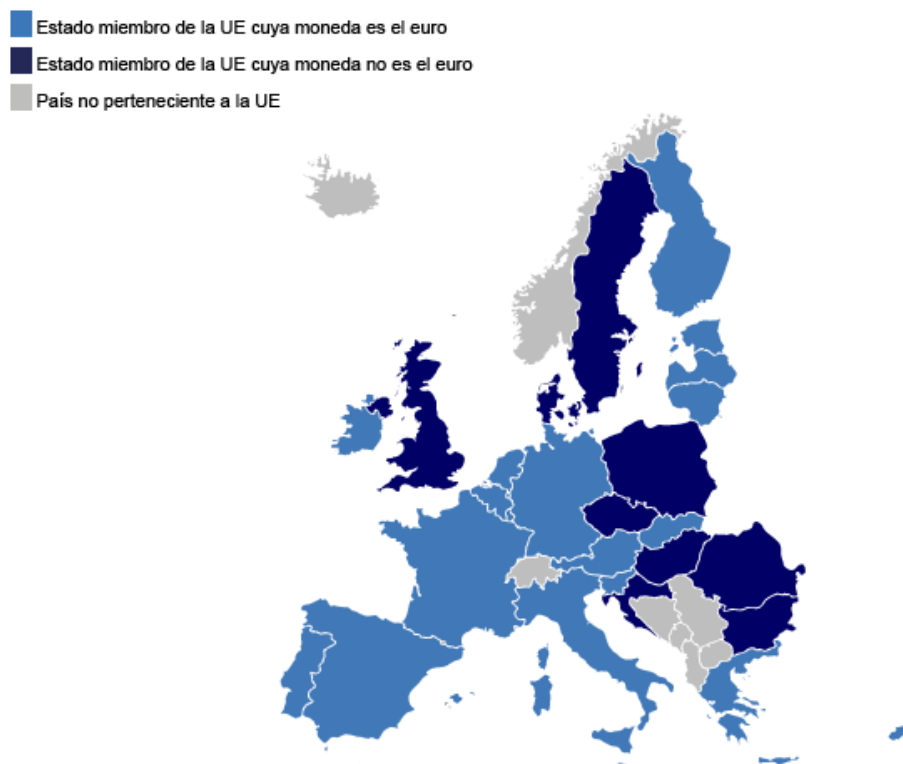 Estado miembro de la UE cuya moneda es el euro
Estado miembro de la UE cuya moneda no es el euro
País no perteneciente a la UE